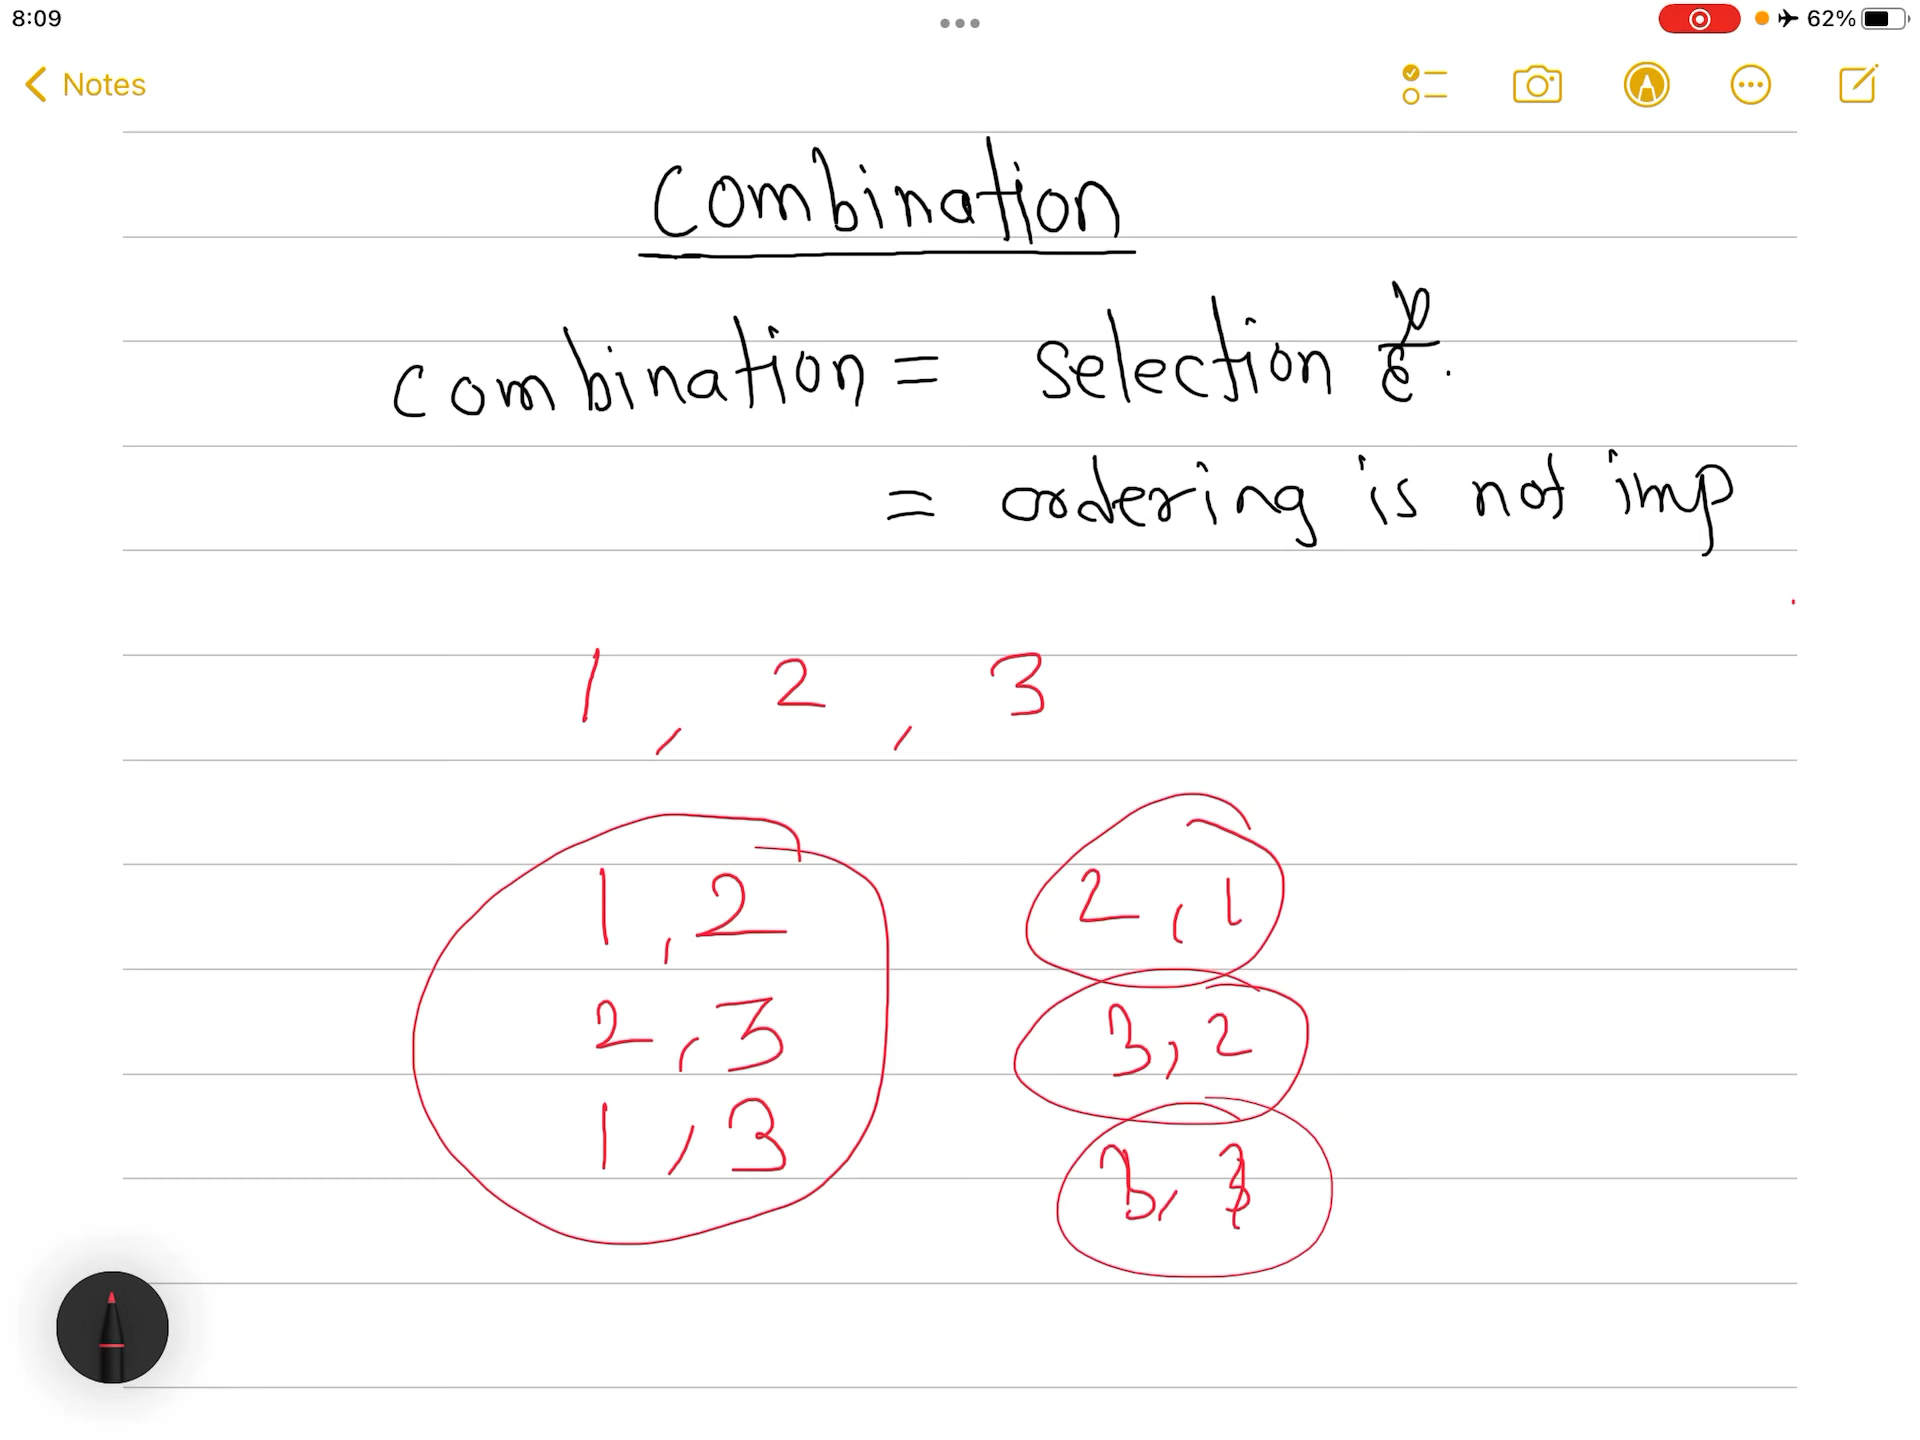 8:09
62%
Notes
Combination
combination = selection
= ordering is not imp
1, 2, 3
1,2 2,1
2,3 3,2
1,3 3,